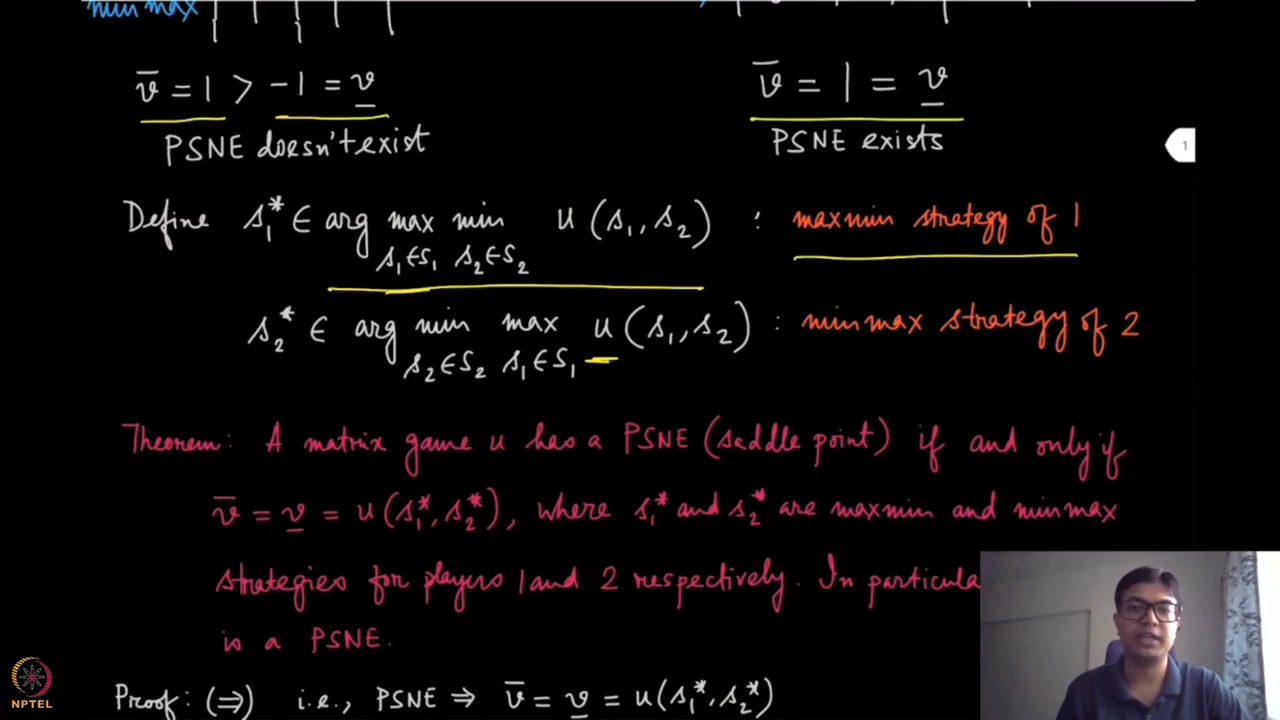 min max
v̅ = 1 > -1 = v̲
PSNE doesn't exist
v̅ = 1 = v̲
PSNE exists
1
Define s₁* ∈ arg max min u(s₁, s₂) : maxmin strategy of 1
s₁∈S₁ s₂∈S₂
s₂* ∈ arg min max u(s₁, s₂) : minmax strategy of 2
s₂∈S₂ s₁∈S₁
Theorem: A matrix game u has a PSNE (saddle point) if and only if
v̅ = v̲ = u(s₁*, s₂*), where s₁* and s₂* are maxmin and minmax
strategies for players 1 and 2 respectively. In particula
is a PSNE.
Proof: (⇒) i.e., PSNE ⇒ v̅ = v̲ = u(s₁*, s₂*)
NPTEL